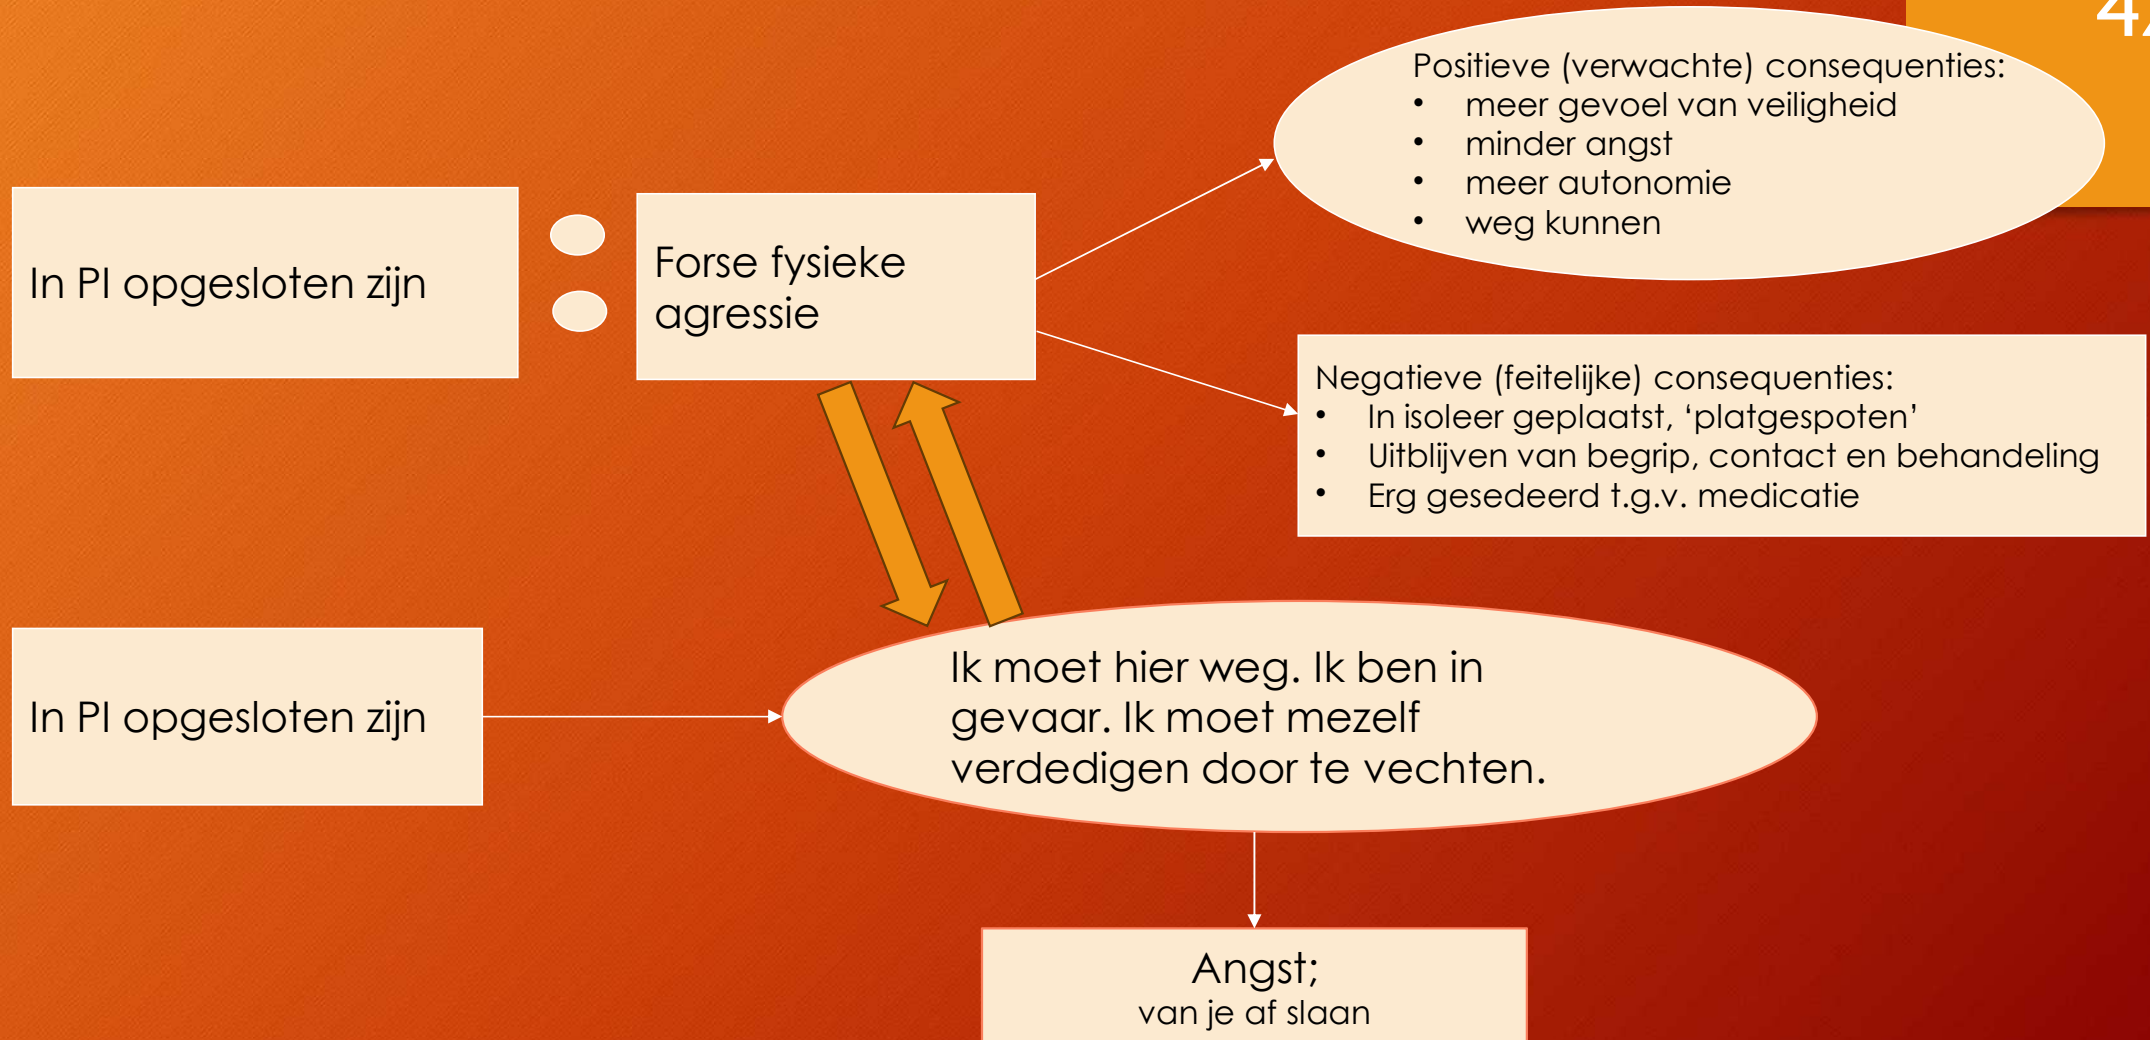 Positieve (verwachte) consequenties:
• meer gevoel van veiligheid
• minder angst
• meer autonomie
• weg kunnen
In PI opgesloten zijn
Forse fysieke
agressie
Negatieve (feitelijke) consequenties:
• In isoleer geplaatst, ‘platgespoten’
• Uitblijven van begrip, contact en behandeling
• Erg gesedeerd t.g.v. medicatie
In PI opgesloten zijn
Ik moet hier weg. Ik ben in
gevaar. Ik moet mezelf
verdedigen door te vechten.
Angst;
van je af slaan